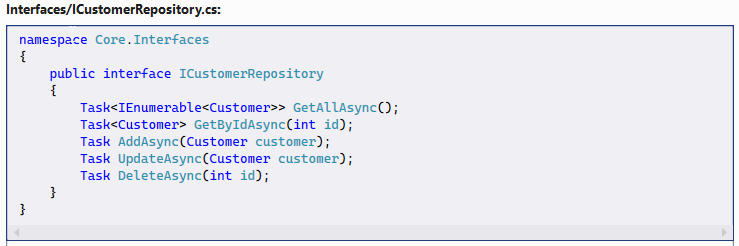 Interfaces/ICustomerRepository.cs:
namespace Core.Interfaces
{
    public interface ICustomerRepository
    {
        Task<IEnumerable<Customer>> GetAllAsync();
        Task<Customer> GetByIdAsync(int id);
        Task AddAsync(Customer customer);
        Task UpdateAsync(Customer customer);
        Task DeleteAsync(int id);
    }
}